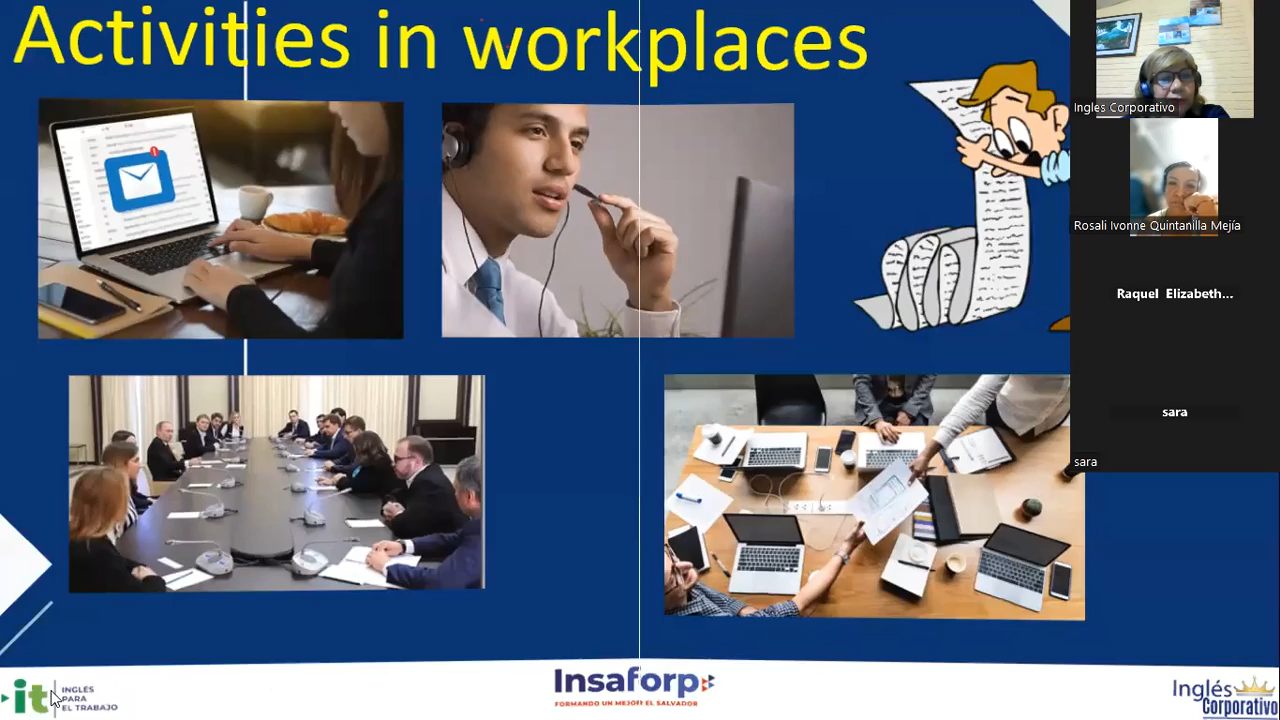 Activities in workplaces
Ingles Corporativo
Rosali Ivonne Quintanilla Mejía
Raquel Elizabeth...
sara
sara
it
INGLÉS
PARA
EL TRABAJO
Insaforp
FORMANDO UN MEJOR EL SALVADOR
Inglés
Corporativo